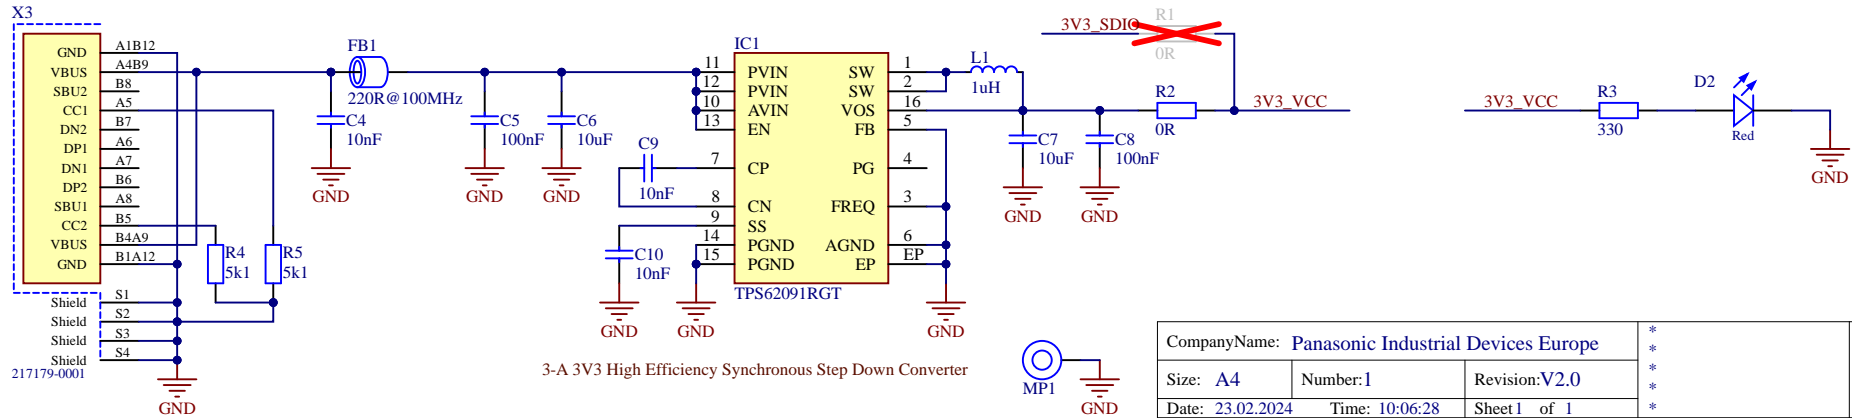 X3
GND A1B12
VBUS A4B9
SBU2 B8
CC1 A5
DN2 B7
DP1 A6
DN1 A7
DP2 B6
SBU1 A8
CC2 B5
VBUS B4A9
GND B1A12
Shield S1
Shield S2
Shield S3
Shield S4
217179-0001
GND
R4
5k1
R5
5k1
FB1
220R@100MHz
C4
10nF
GND
C5
100nF
GND
C6
10uF
GND
C9
10nF
C10
10nF
GND
GND
IC1
11 PVIN
12 PVIN
10 AVIN
13 EN
7 CP
8 CN
9 SS
14 PGND
15 PGND
SW 1
SW 2
VOS 16
FB 5
PG 4
FREQ 3
AGND 6
EP EP
TPS62091RGT
GND
L1
1uH
C7
10uF
GND
C8
100nF
GND
3V3_SDIO
R1
0R
R2
0R
3V3_VCC
3V3_VCC
R3
330
D2
Red
GND
3-A 3V3 High Efficiency Synchronous Step Down Converter
MP1
GND
CompanyName: Panasonic Industrial Devices Europe
Size: A4 Number:1 Revision:V2.0
Date: 23.02.2024 Time: 10:06:28 Sheet 1 of 1
*
*
*
*
*